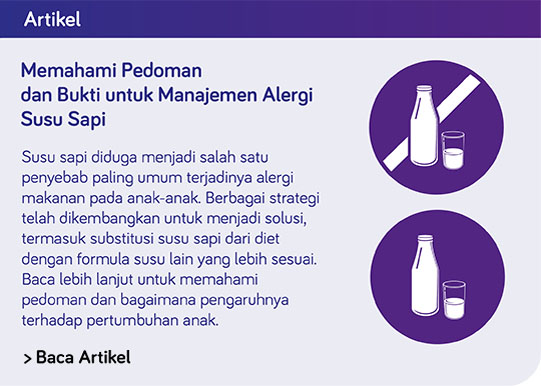 Artikel
Memahami Pedoman
dan Bukti untuk Manajemen Alergi
Susu Sapi
Susu sapi diduga menjadi salah satu
penyebab paling umum terjadinya alergi
makanan pada anak-anak. Berbagai strategi
telah dikembangkan untuk menjadi solusi,
termasuk substitusi susu sapi dari diet
dengan formula susu lain yang lebih sesuai.
Baca lebih lanjut untuk memahami
pedoman dan bagaimana pengaruhnya
terhadap pertumbuhan anak.
> Baca Artikel